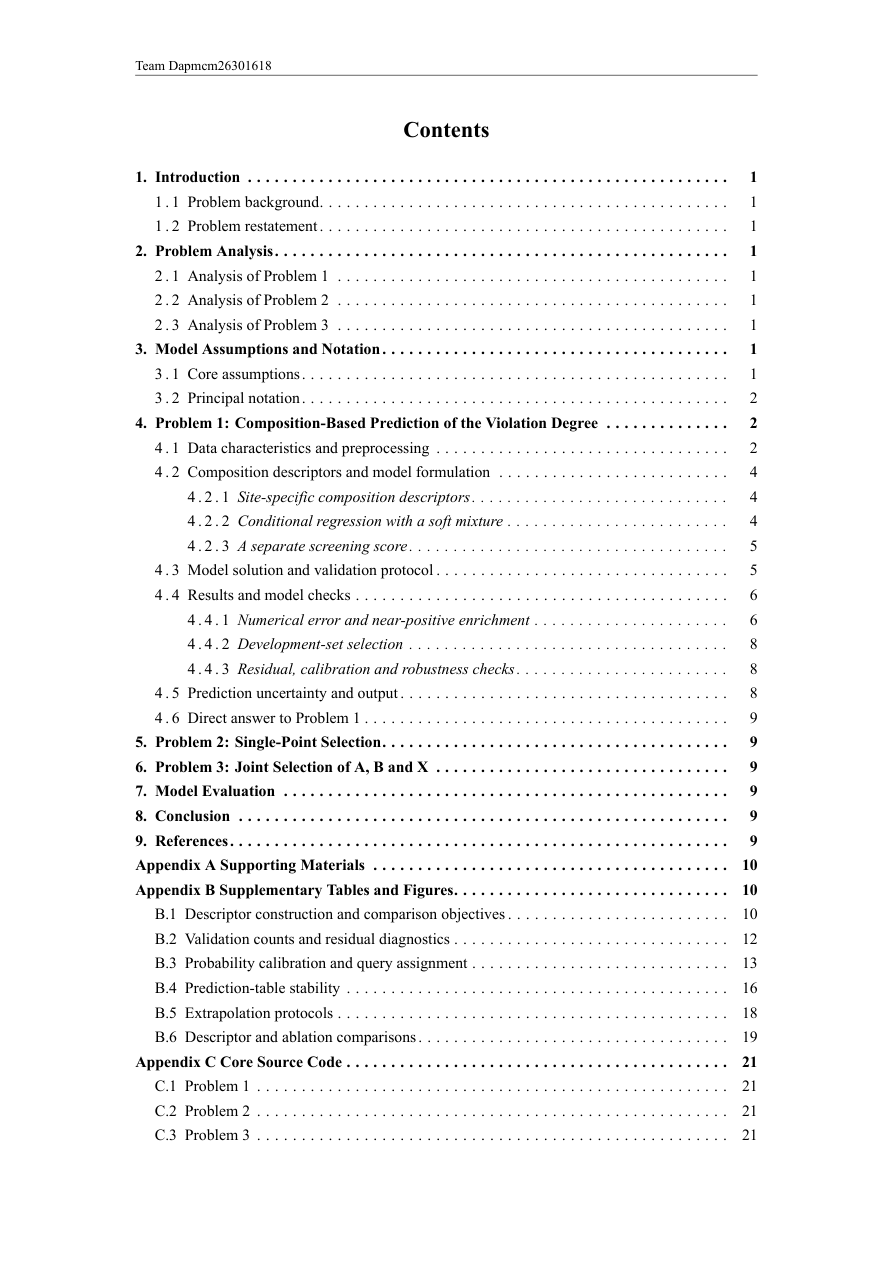 Team Dapmcm26301618
Contents
1. Introduction . . . . . . . . . . . . . . . . . . . . . . . . . . . . . . . . . . . . . . . . . . . . . . . . . . . . . . 1
1 . 1 Problem background. . . . . . . . . . . . . . . . . . . . . . . . . . . . . . . . . . . . . . . . . . . . . . 1
1 . 2 Problem restatement . . . . . . . . . . . . . . . . . . . . . . . . . . . . . . . . . . . . . . . . . . . . . . 1
2. Problem Analysis . . . . . . . . . . . . . . . . . . . . . . . . . . . . . . . . . . . . . . . . . . . . . . . . . . . 1
2 . 1 Analysis of Problem 1 . . . . . . . . . . . . . . . . . . . . . . . . . . . . . . . . . . . . . . . . . . . . 1
2 . 2 Analysis of Problem 2 . . . . . . . . . . . . . . . . . . . . . . . . . . . . . . . . . . . . . . . . . . . . 1
2 . 3 Analysis of Problem 3 . . . . . . . . . . . . . . . . . . . . . . . . . . . . . . . . . . . . . . . . . . . . 1
3. Model Assumptions and Notation . . . . . . . . . . . . . . . . . . . . . . . . . . . . . . . . . . . . . . . 1
3 . 1 Core assumptions . . . . . . . . . . . . . . . . . . . . . . . . . . . . . . . . . . . . . . . . . . . . . . . . 1
3 . 2 Principal notation . . . . . . . . . . . . . . . . . . . . . . . . . . . . . . . . . . . . . . . . . . . . . . . . 2
4. Problem 1: Composition-Based Prediction of the Violation Degree . . . . . . . . . . . . . . 2
4 . 1 Data characteristics and preprocessing . . . . . . . . . . . . . . . . . . . . . . . . . . . . . . . . . 2
4 . 2 Composition descriptors and model formulation . . . . . . . . . . . . . . . . . . . . . . . . . . 4
4 . 2 . 1 Site-specific composition descriptors . . . . . . . . . . . . . . . . . . . . . . . . . . . . . 4
4 . 2 . 2 Conditional regression with a soft mixture . . . . . . . . . . . . . . . . . . . . . . . . . 4
4 . 2 . 3 A separate screening score . . . . . . . . . . . . . . . . . . . . . . . . . . . . . . . . . . . . 5
4 . 3 Model solution and validation protocol . . . . . . . . . . . . . . . . . . . . . . . . . . . . . . . . . 5
4 . 4 Results and model checks . . . . . . . . . . . . . . . . . . . . . . . . . . . . . . . . . . . . . . . . . . 6
4 . 4 . 1 Numerical error and near-positive enrichment . . . . . . . . . . . . . . . . . . . . . . 6
4 . 4 . 2 Development-set selection . . . . . . . . . . . . . . . . . . . . . . . . . . . . . . . . . . . . 8
4 . 4 . 3 Residual, calibration and robustness checks . . . . . . . . . . . . . . . . . . . . . . . . 8
4 . 5 Prediction uncertainty and output . . . . . . . . . . . . . . . . . . . . . . . . . . . . . . . . . . . . . 8
4 . 6 Direct answer to Problem 1 . . . . . . . . . . . . . . . . . . . . . . . . . . . . . . . . . . . . . . . . . 9
5. Problem 2: Single-Point Selection . . . . . . . . . . . . . . . . . . . . . . . . . . . . . . . . . . . . . . . 9
6. Problem 3: Joint Selection of A, B and X . . . . . . . . . . . . . . . . . . . . . . . . . . . . . . . . . 9
7. Model Evaluation . . . . . . . . . . . . . . . . . . . . . . . . . . . . . . . . . . . . . . . . . . . . . . . . . . 9
8. Conclusion . . . . . . . . . . . . . . . . . . . . . . . . . . . . . . . . . . . . . . . . . . . . . . . . . . . . . . . 9
9. References . . . . . . . . . . . . . . . . . . . . . . . . . . . . . . . . . . . . . . . . . . . . . . . . . . . . . . . . 9
Appendix A Supporting Materials . . . . . . . . . . . . . . . . . . . . . . . . . . . . . . . . . . . . . . . . 10
Appendix B Supplementary Tables and Figures . . . . . . . . . . . . . . . . . . . . . . . . . . . . . . . 10
B.1 Descriptor construction and comparison objectives . . . . . . . . . . . . . . . . . . . . . . . . . 10
B.2 Validation counts and residual diagnostics . . . . . . . . . . . . . . . . . . . . . . . . . . . . . . . 12
B.3 Probability calibration and query assignment . . . . . . . . . . . . . . . . . . . . . . . . . . . . . 13
B.4 Prediction-table stability . . . . . . . . . . . . . . . . . . . . . . . . . . . . . . . . . . . . . . . . . . . 16
B.5 Extrapolation protocols . . . . . . . . . . . . . . . . . . . . . . . . . . . . . . . . . . . . . . . . . . . . 18
B.6 Descriptor and ablation comparisons . . . . . . . . . . . . . . . . . . . . . . . . . . . . . . . . . . . 19
Appendix C Core Source Code . . . . . . . . . . . . . . . . . . . . . . . . . . . . . . . . . . . . . . . . . . . 21
C.1 Problem 1 . . . . . . . . . . . . . . . . . . . . . . . . . . . . . . . . . . . . . . . . . . . . . . . . . . . . . 21
C.2 Problem 2 . . . . . . . . . . . . . . . . . . . . . . . . . . . . . . . . . . . . . . . . . . . . . . . . . . . . . 21
C.3 Problem 3 . . . . . . . . . . . . . . . . . . . . . . . . . . . . . . . . . . . . . . . . . . . . . . . . . . . . . 21